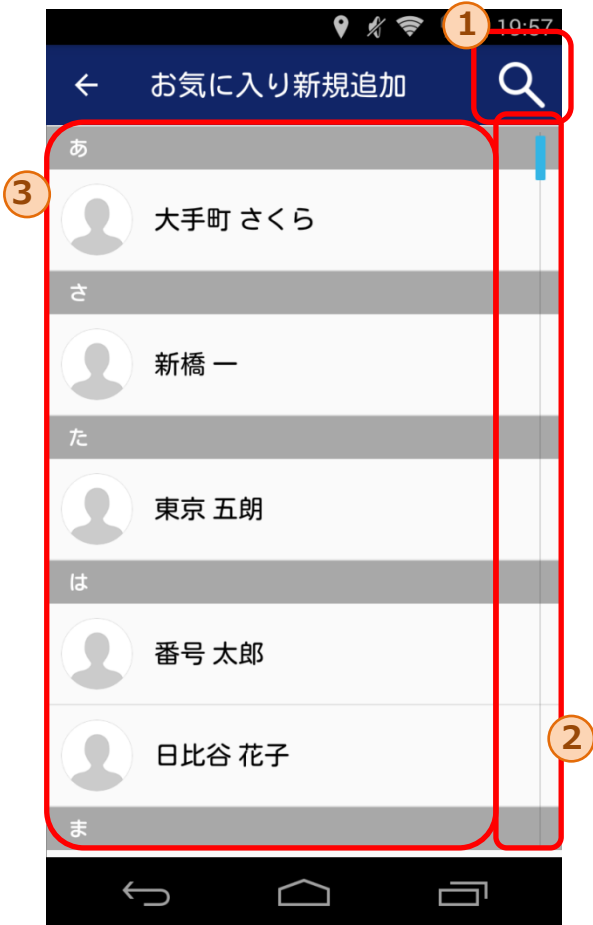 1
19:57
お気に入り新規追加
3
あ
大手町 さくら
さ
新橋 一
た
東京 五朗
は
番号 太郎
日比谷 花子
2
ま